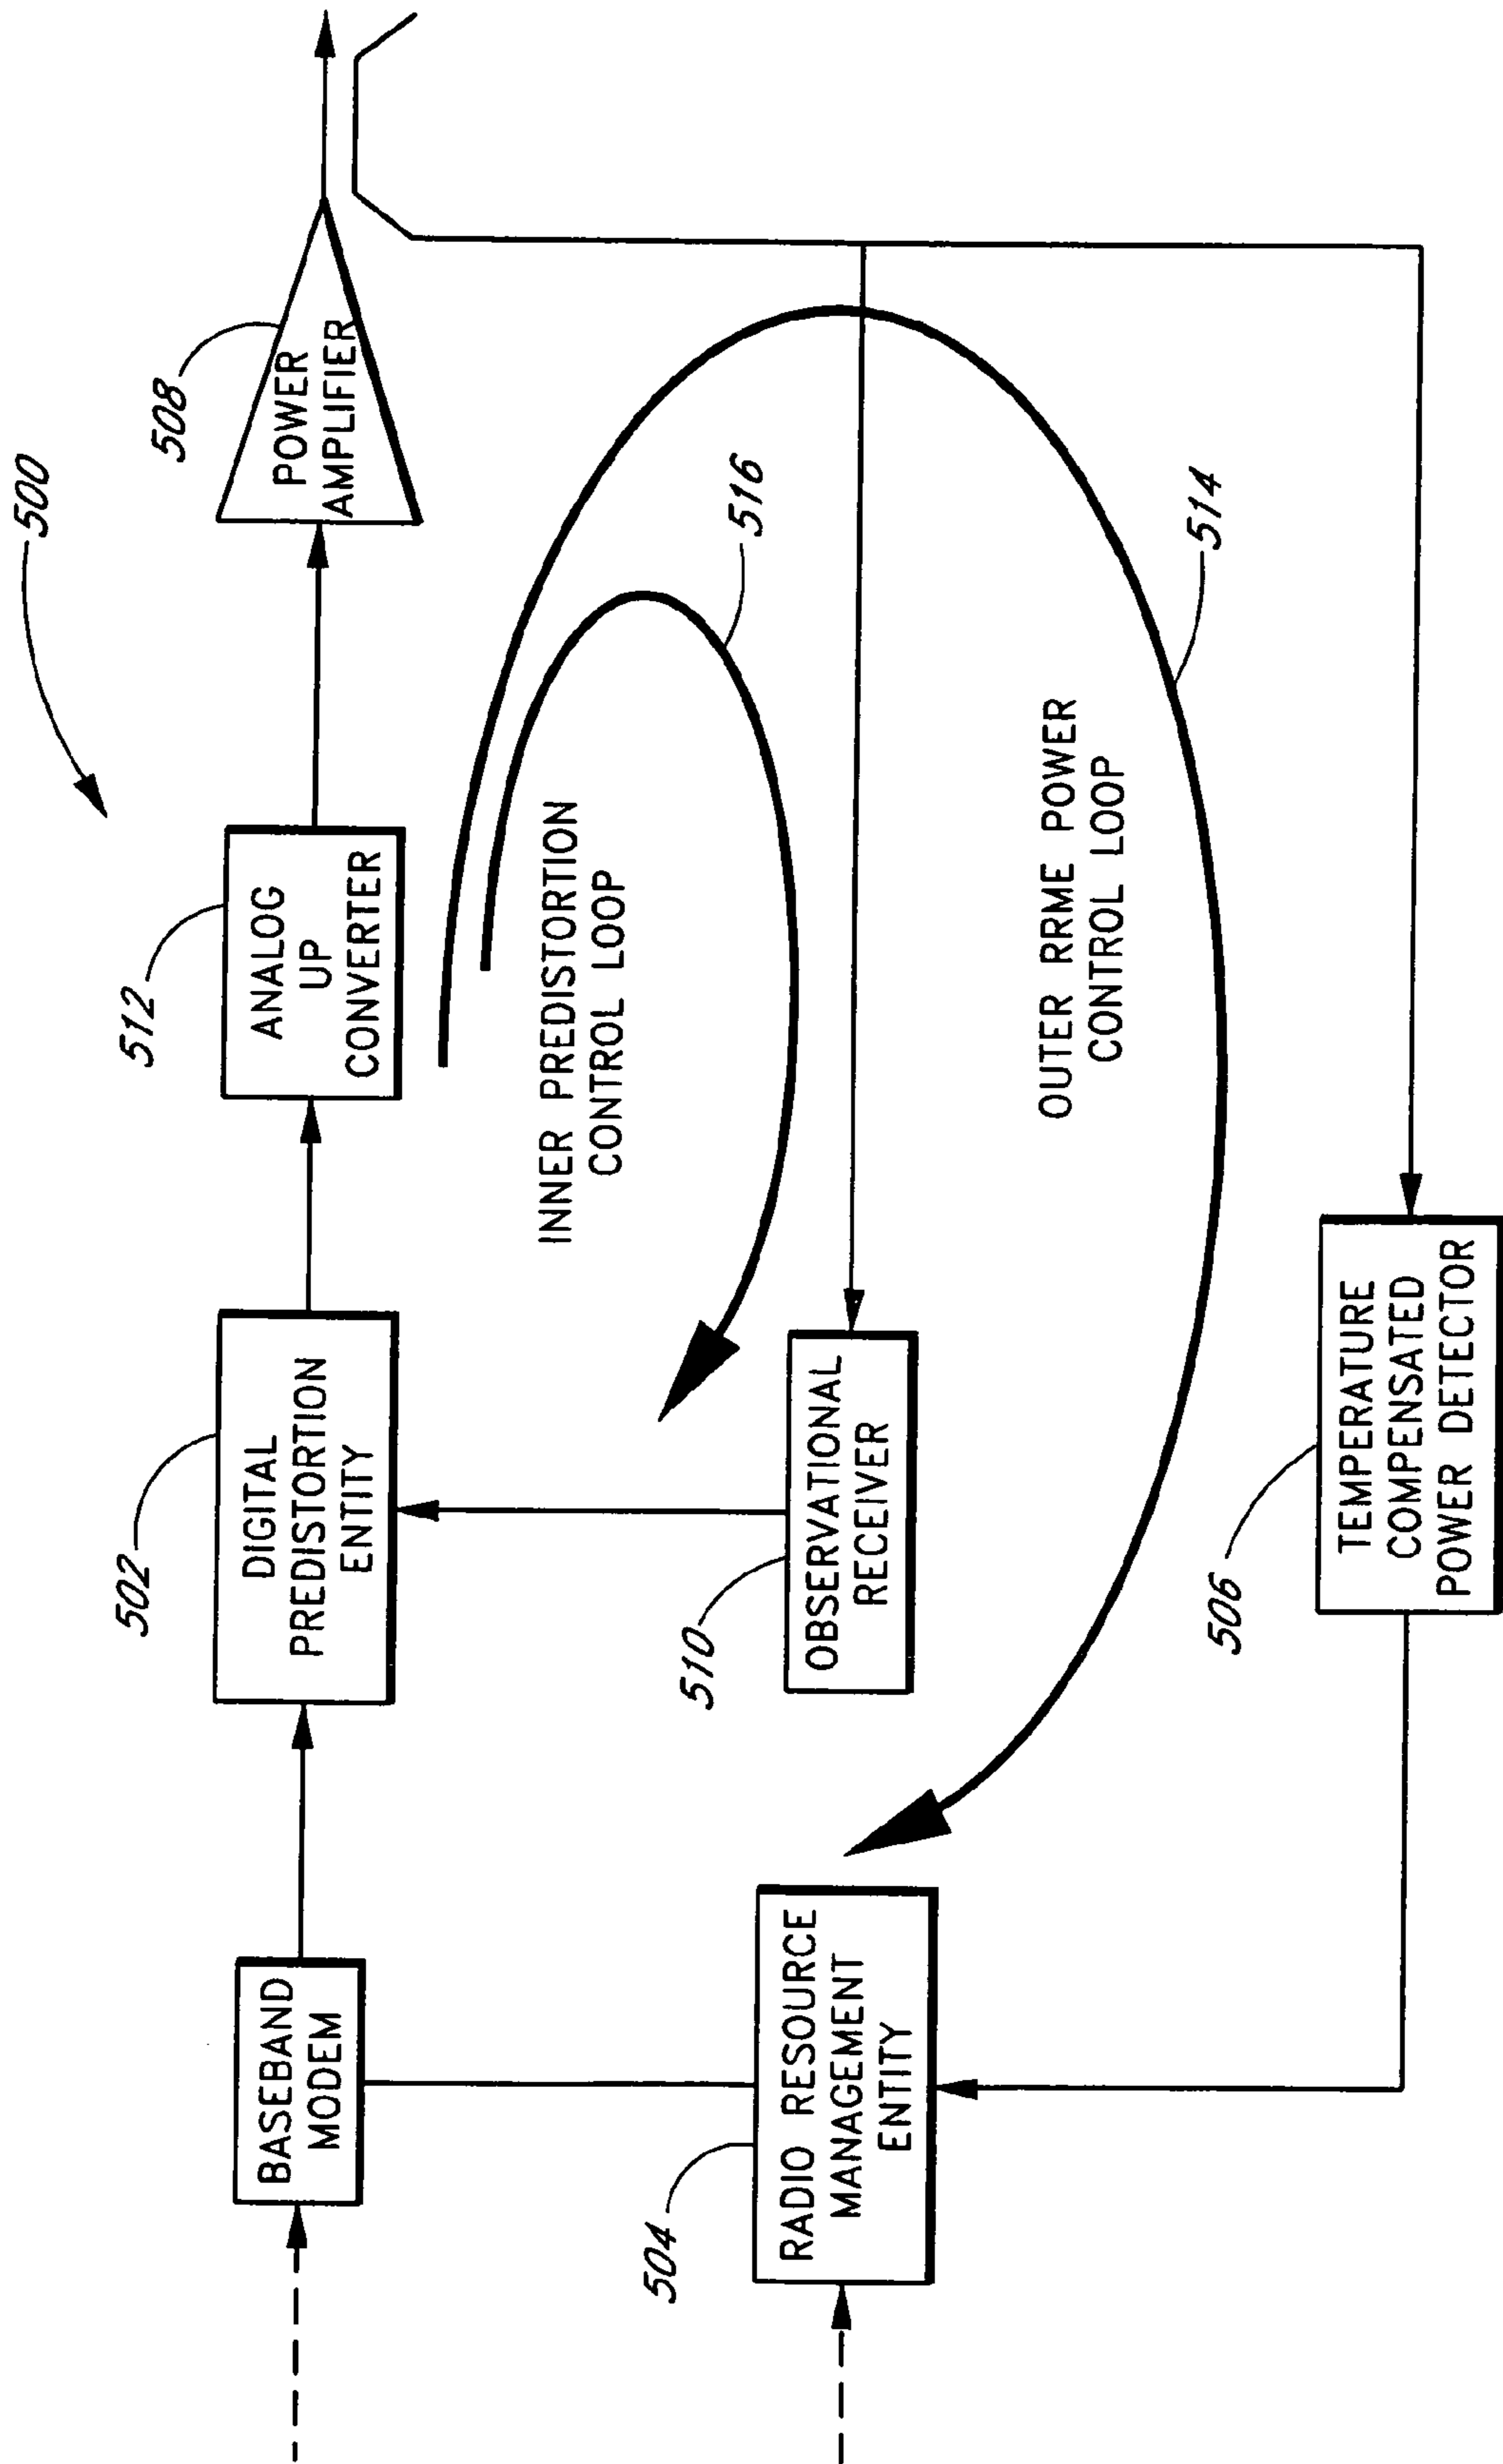 500
508
POWER
AMPLIFIER
512
ANALOG
UP
CONVERTER
502
DIGITAL
PREDISTORTION
ENTITY
BASEBAND
MODEM
INNER PREDISTORTION
CONTROL LOOP
516
510
OBSERVATIONAL
RECEIVER
504
RADIO RESOURCE
MANAGEMENT
ENTITY
OUTER RRME POWER
CONTROL LOOP
514
506
TEMPERATURE
COMPENSATED
POWER DETECTOR